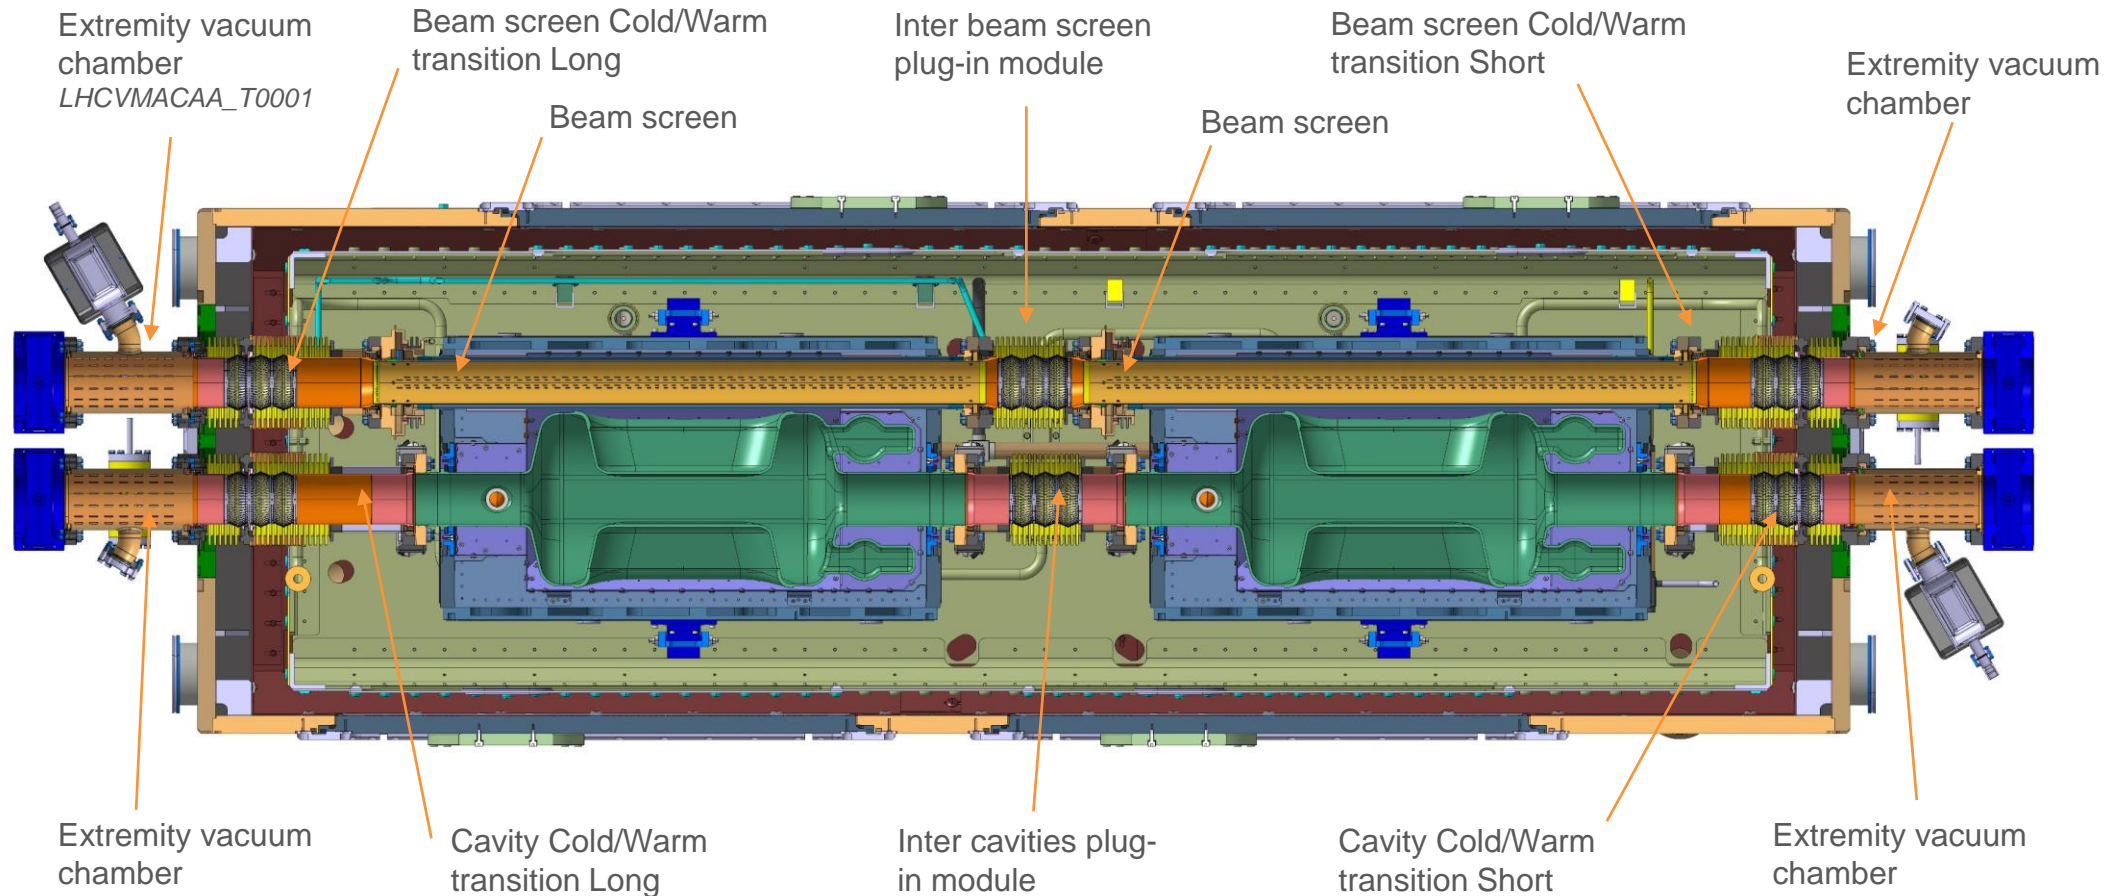 Extremity vacuum
chamber
LHCVMACAA_T0001
Beam screen Cold/Warm
transition Long
Beam screen
Inter beam screen
plug-in module
Beam screen Cold/Warm
transition Short
Beam screen
Extremity vacuum
chamber
Extremity vacuum
chamber
Cavity Cold/Warm
transition Long
Inter cavities plug-
in module
Cavity Cold/Warm
transition Short
Extremity vacuum
chamber